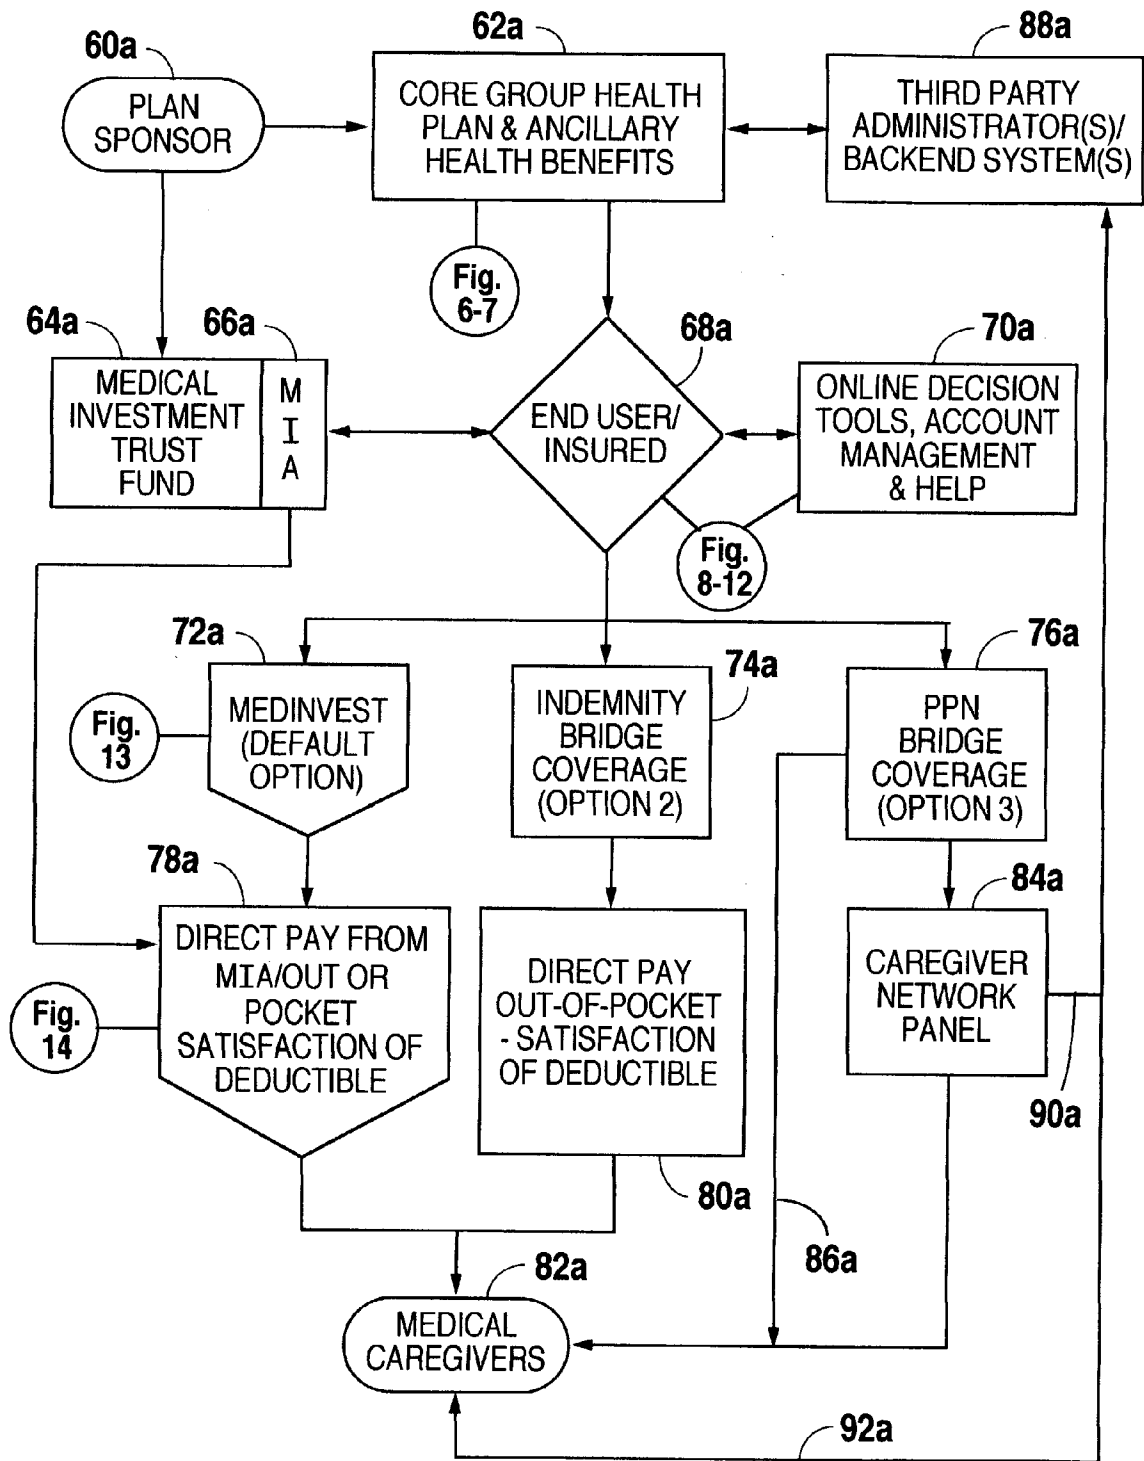 60a
62a
88a
PLAN
SPONSOR
CORE GROUP HEALTH
PLAN & ANCILLARY
HEALTH BENEFITS
THIRD PARTY
ADMINISTRATOR(S)/
BACKEND SYSTEM(S)
Fig.
6-7
64a
66a
68a
70a
MEDICAL
INVESTMENT
TRUST
FUND
M
I
A
END USER/
INSURED
ONLINE DECISION
TOOLS, ACCOUNT
MANAGEMENT
& HELP
Fig.
8-12
72a
74a
76a
Fig.
13
MEDINVEST
(DEFAULT
OPTION)
INDEMNITY
BRIDGE
COVERAGE
(OPTION 2)
PPN
BRIDGE
COVERAGE
(OPTION 3)
78a
84a
Fig.
14
DIRECT PAY FROM
MIA/OUT OR
POCKET
SATISFACTION OF
DEDUCTIBLE
DIRECT PAY
OUT-OF-POCKET
- SATISFACTION
OF DEDUCTIBLE
CAREGIVER
NETWORK
PANEL
90a
80a
86a
82a
MEDICAL
CAREGIVERS
92a